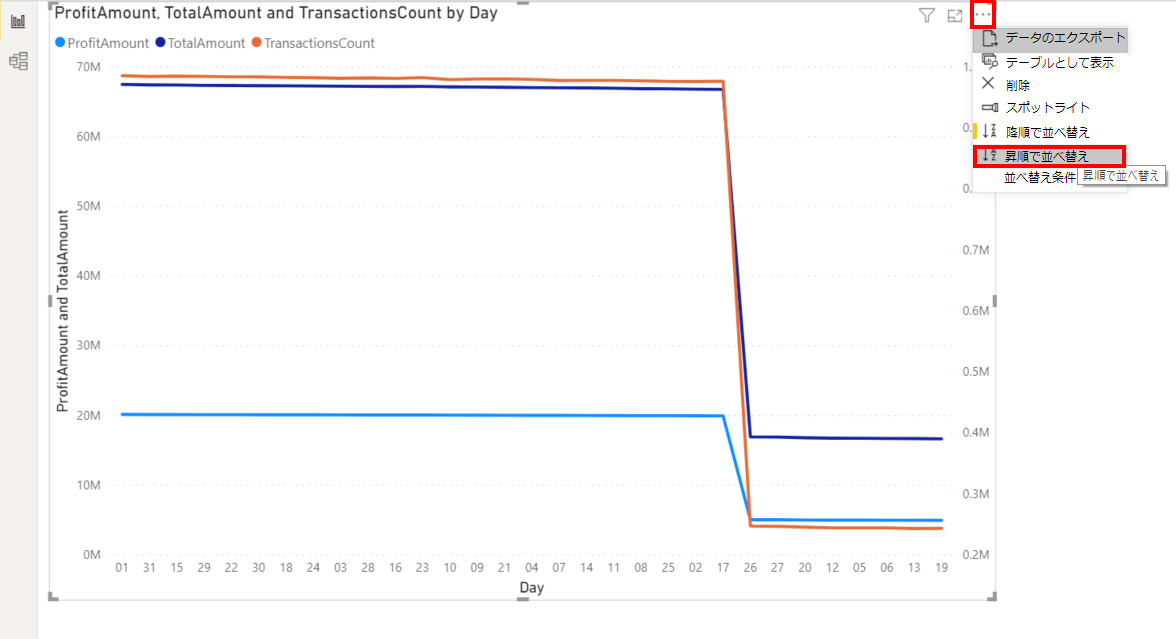 ProfitAmount, TotalAmount and TransactionsCount by Day
ProfitAmount TotalAmount TransactionsCount
データのエクスポート
テーブルとして表示
削除
スポットライト
降順で並べ替え
昇順で並べ替え
並べ替え条件
昇順で並べ替え
ProfitAmount and TotalAmount
70M
60M
50M
40M
30M
20M
10M
0M
1.
0.
0.
0.7M
0.6M
0.5M
0.4M
0.3M
0.2M
01 31 15 29 22 30 18 24 03 28 16 23 10 09 21 04 07 14 11 08 25 02 17 26 27 20 12 05 06 13 19
Day